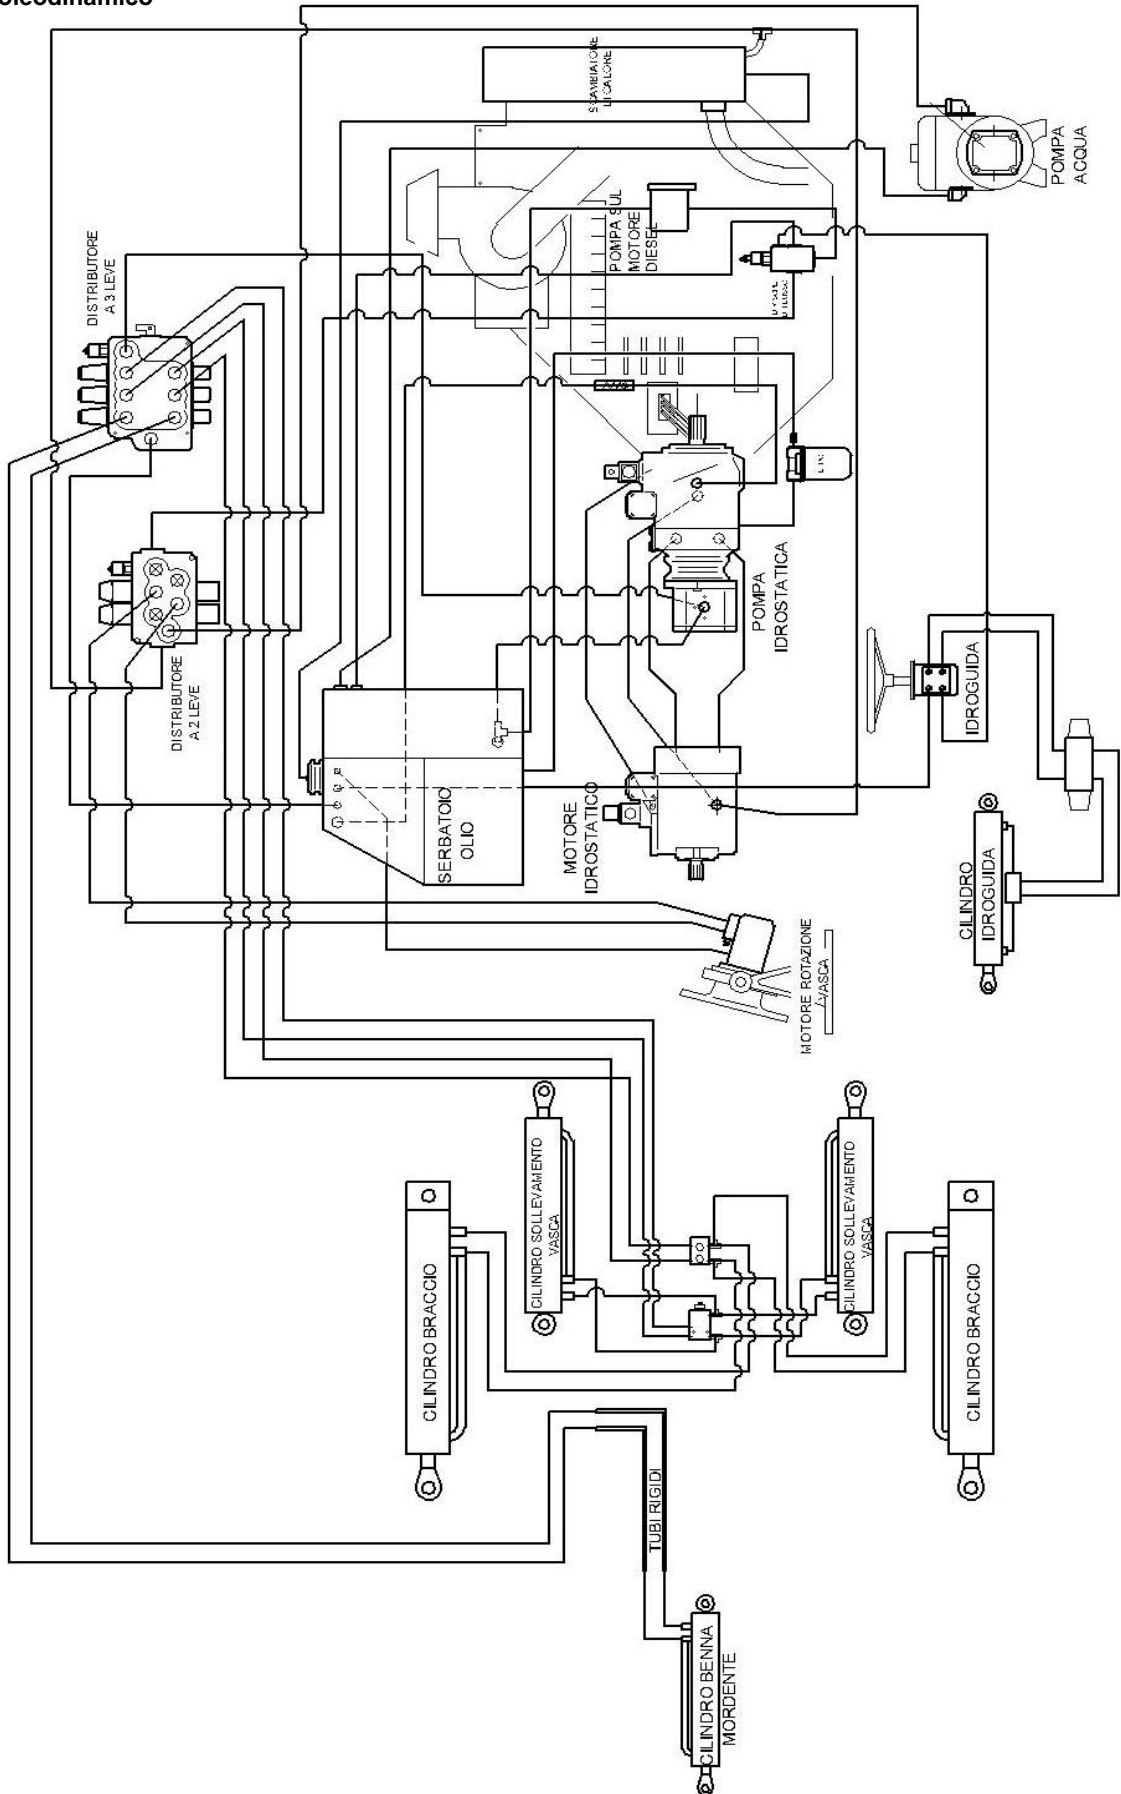 oleodinamico
SCAMBIATORE
DI CALORE
POMPA
ACQUA
POMPA SUL
MOTORE
DIESEL
DISTRIBUTORE
A 3 LEVE
POMPA
IDROSTATICA
DISTRIBUTORE
A 2 LEVE
IDROGUIDA
SERBATOIO
OLIO
MOTORE
IDROSTATICO
CILINDRO
IDROGUIDA
MOTORE ROTAZIONE
VASCA
CILINDRO SOLLEVAMENTO
VASCA
CILINDRO SOLLEVAMENTO
VASCA
CILINDRO BRACCIO
CILINDRO BRACCIO
TUBI RIGIDI
CILINDRO BENNA
MORDENTE